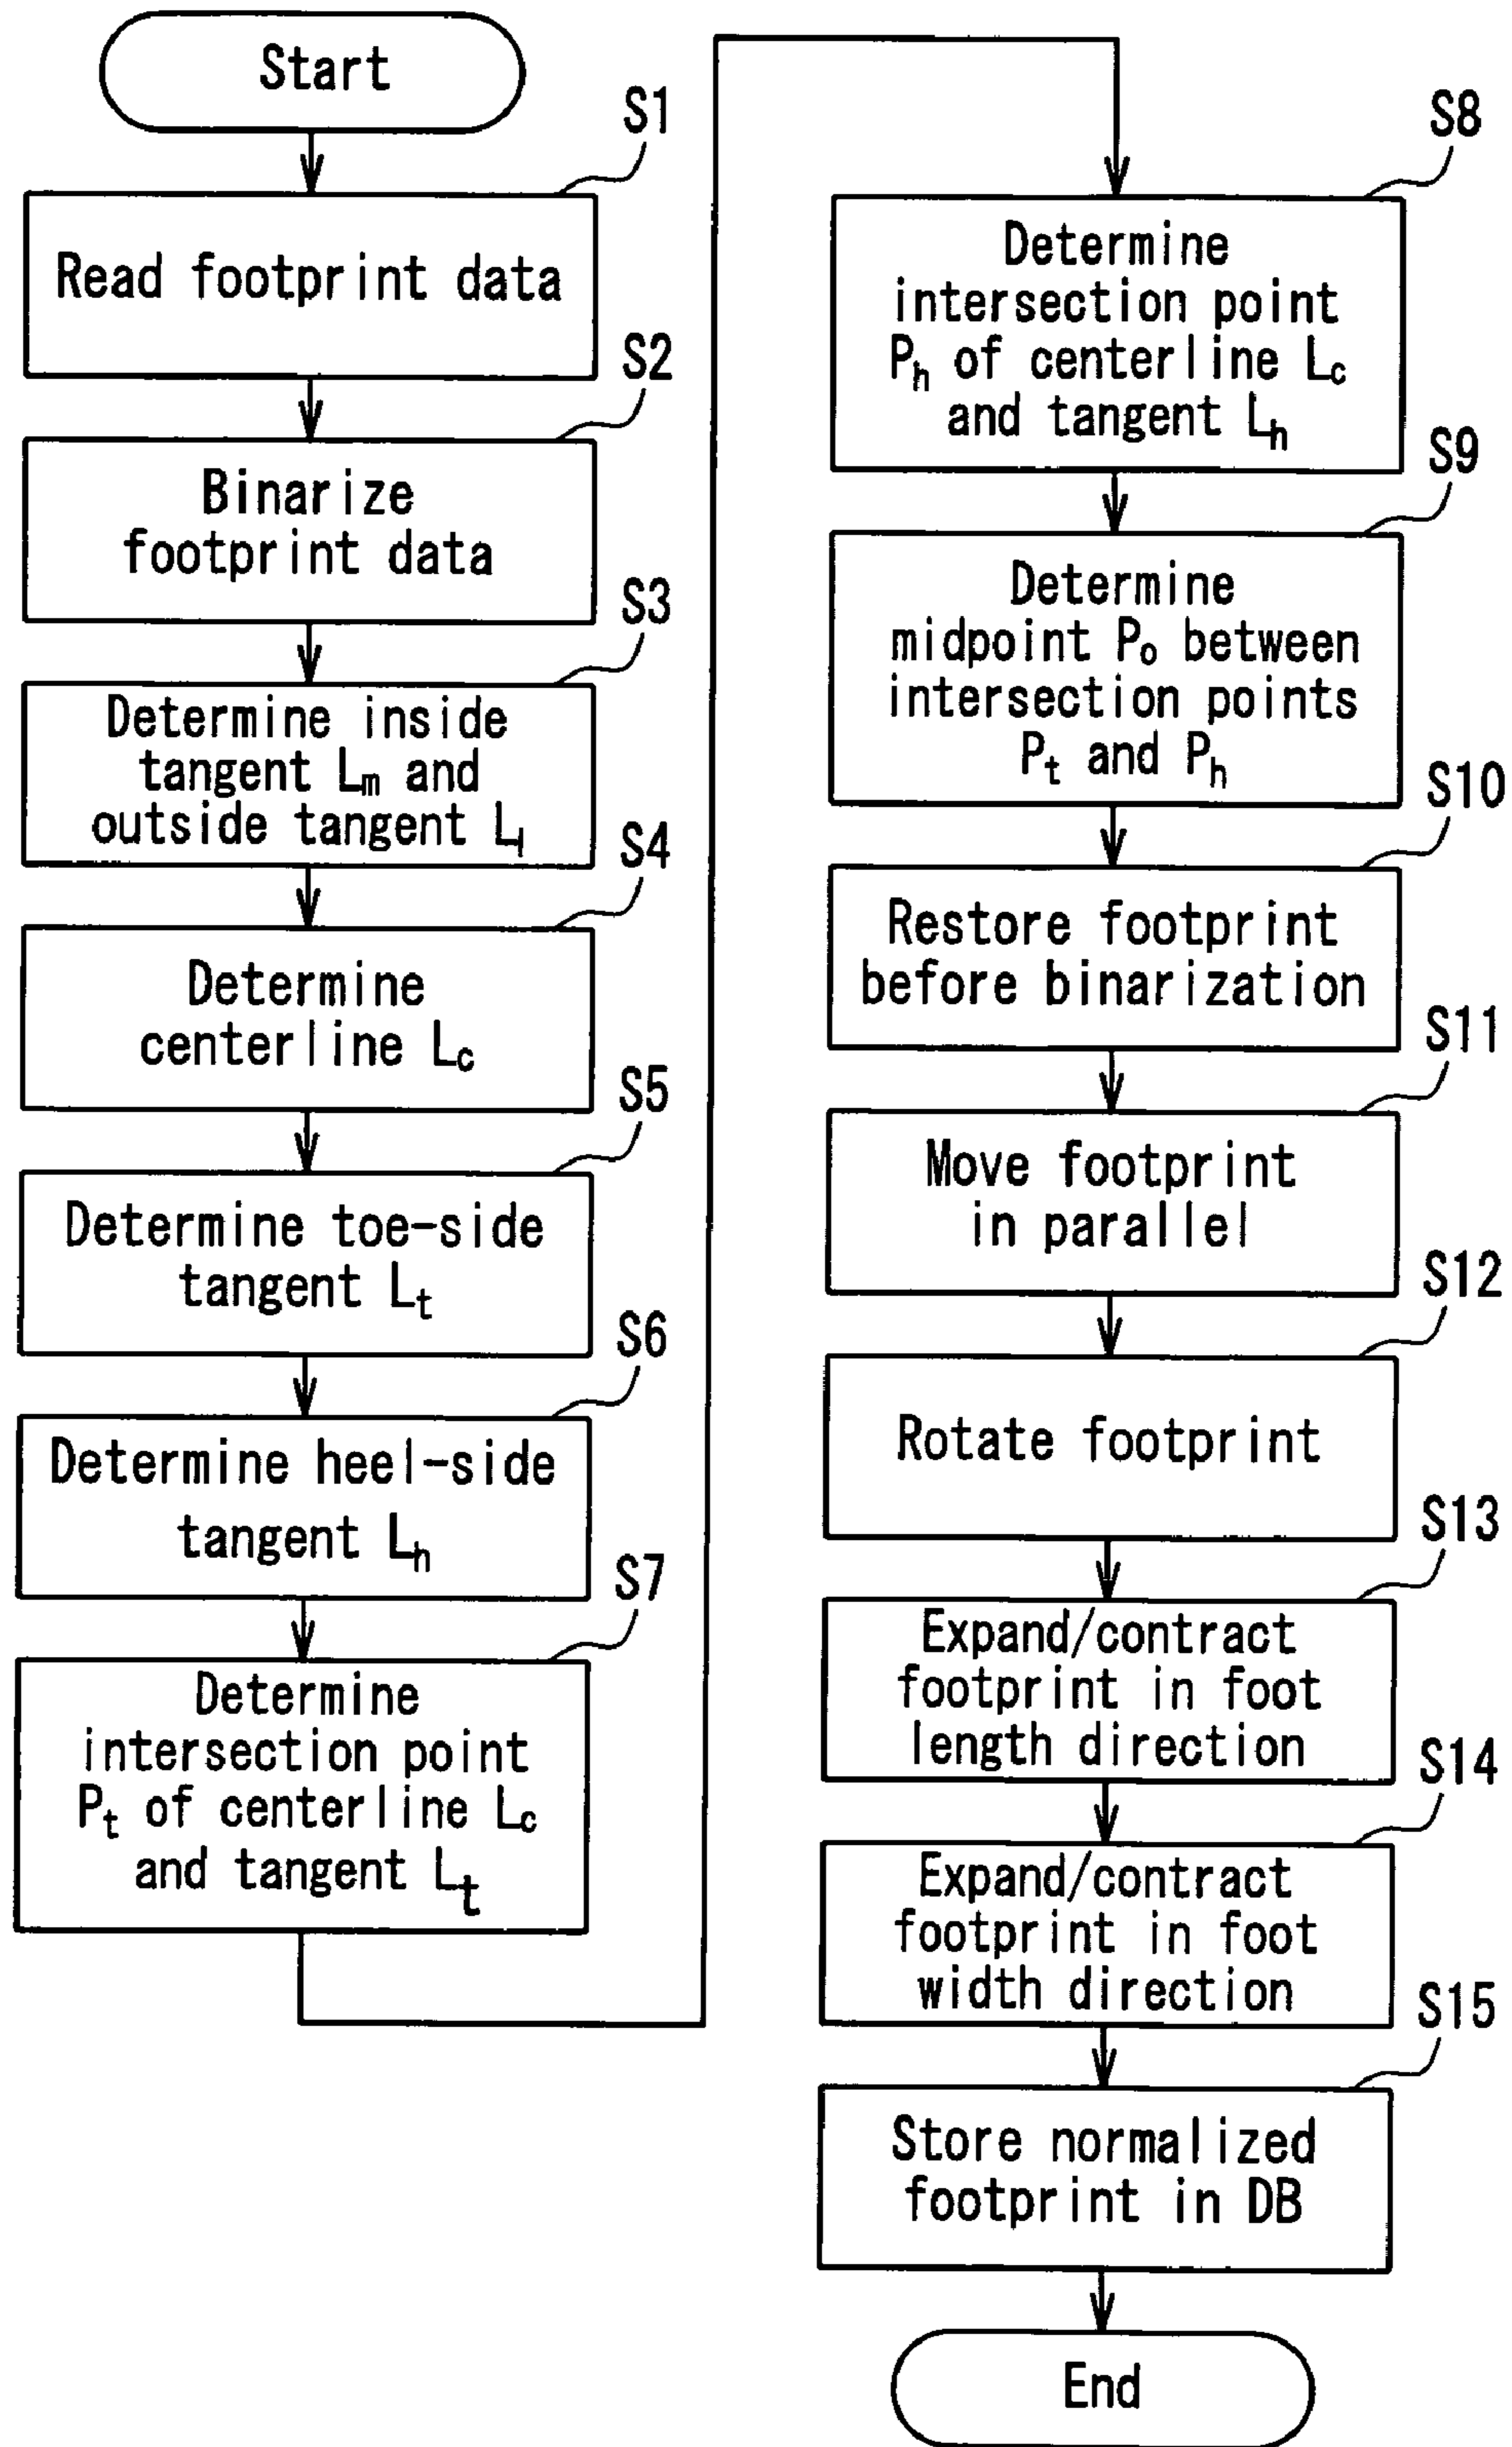 Start
S1
Read footprint data
S2
Binarize
footprint data
S3
Determine inside
tangent Lm and
outside tangent Ll
S4
Determine
centerline Lc
S5
Determine toe-side
tangent Lt
S6
Determine heel-side
tangent Lh
S7
Determine
intersection point
Pt of centerline Lc
and tangent Lt
S8
Determine
intersection point
Ph of centerline Lc
and tangent Lh
S9
Determine
midpoint Po between
intersection points
Pt and Ph
S10
Restore footprint
before binarization
S11
Move footprint
in parallel
S12
Rotate footprint
S13
Expand/contract
footprint in foot
length direction
S14
Expand/contract
footprint in foot
width direction
S15
Store normalized
footprint in DB
End